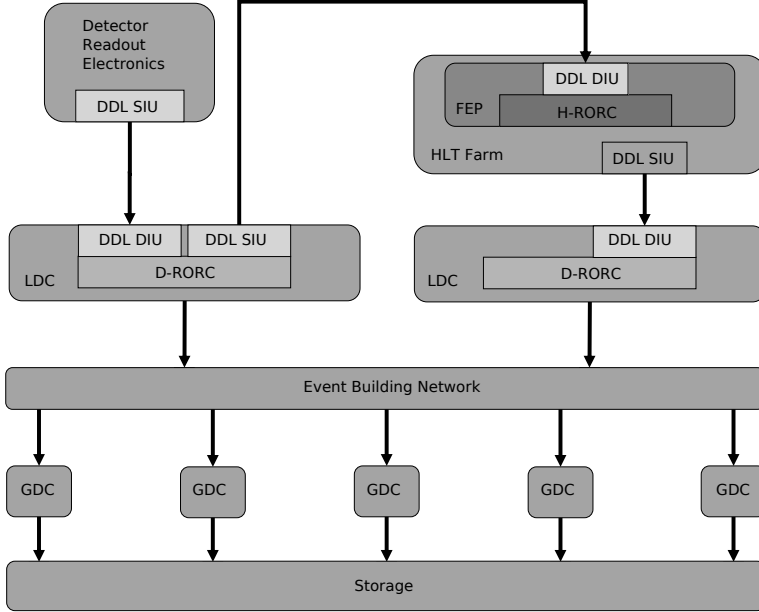 Detector
Readout
Electronics
DDL SIU
DDL DIU
FEP
H-RORC
HLT Farm
DDL SIU
DDL DIU
DDL SIU
D-RORC
LDC
DDL DIU
D-RORC
LDC
Event Building Network
GDC
GDC
GDC
GDC
GDC
Storage